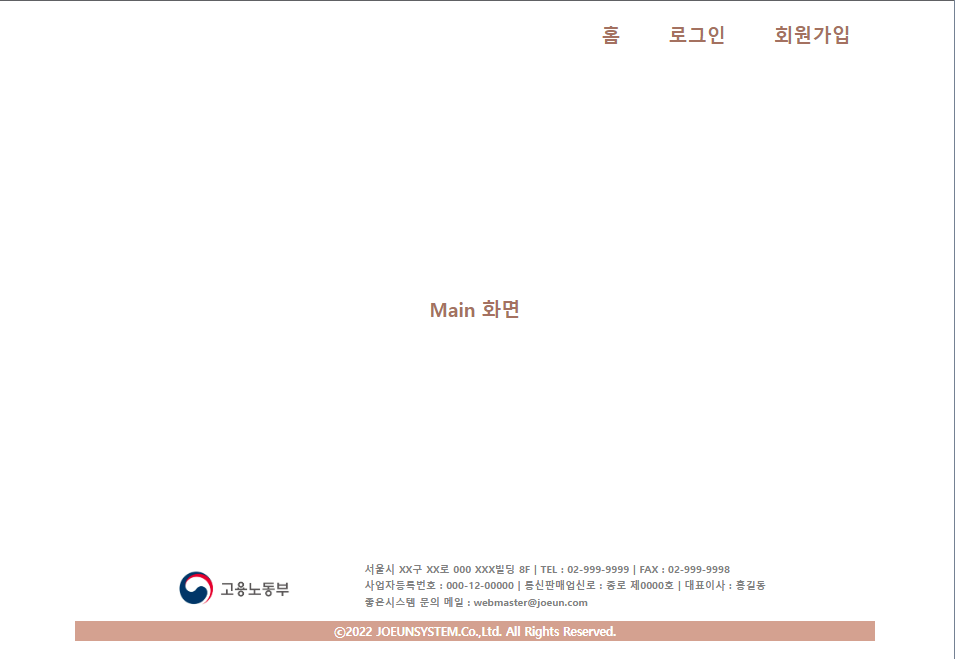 홈 로그인 회원가입
Main 화면
고용노동부
서울시 XX구 XX로 000 XXX빌딩 8F | TEL : 02-999-9999 | FAX : 02-999-9998
사업자등록번호 : 000-12-00000 | 통신판매업신로 : 종로 제0000호 | 대표이사 : 홍길동
좋은시스템 문의 메일 : webmaster@joeun.com
©2022 JOEUNSYSTEM.Co.,Ltd. All Rights Reserved.